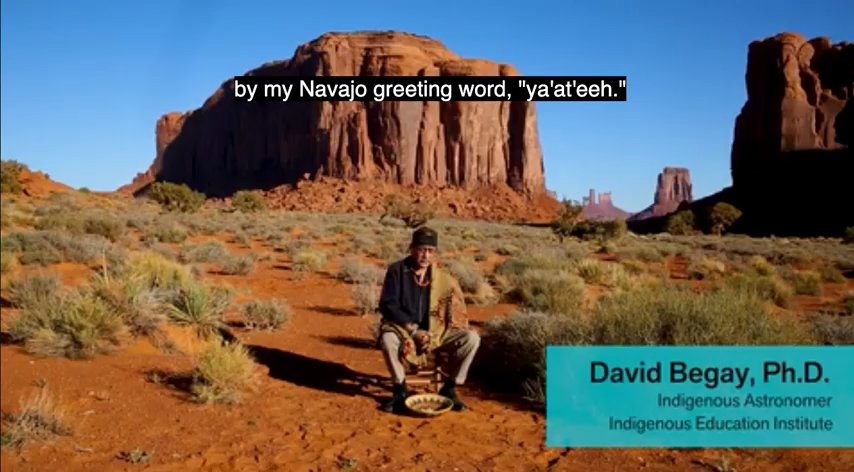 by my Navajo greeting word, "ya'at'eeh."
David Begay, Ph.D.
Indigenous Astronomer
Indigenous Education Institute